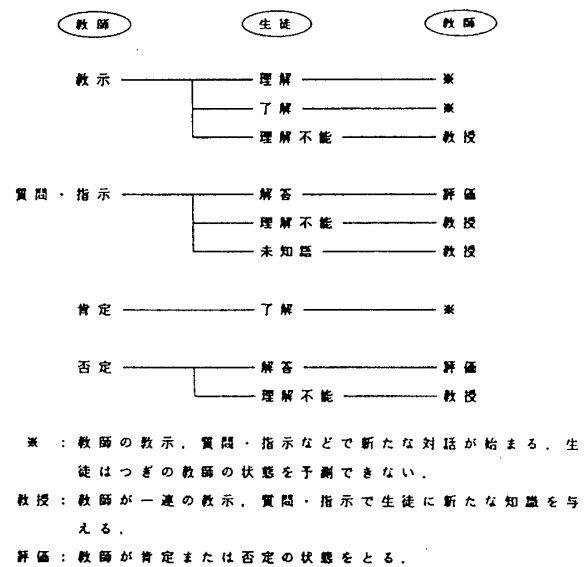 教師 生徒 教師
教示 理解 ※
了解 ※
理解不能 教授
質問・指示 解答 評価
理解不能 教授
未知語 教授
肯定 了解 ※
否定 解答 評価
理解不能 教授
※ : 教師の教示，質問・指示などで新たな対話が始まる．生
徒はつぎの教師の状態を予測できない．
教授 : 教師が一連の教示，質問・指示で生徒に新たな知識を与
える．
評価 : 教師が肯定または否定の状態をとる．